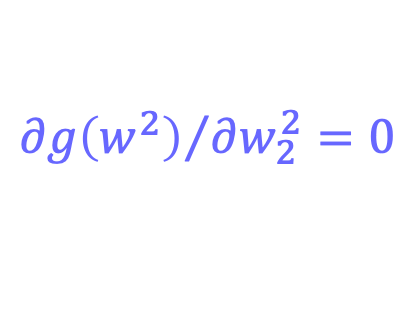 ∂g(w²)/∂w₂² = 0